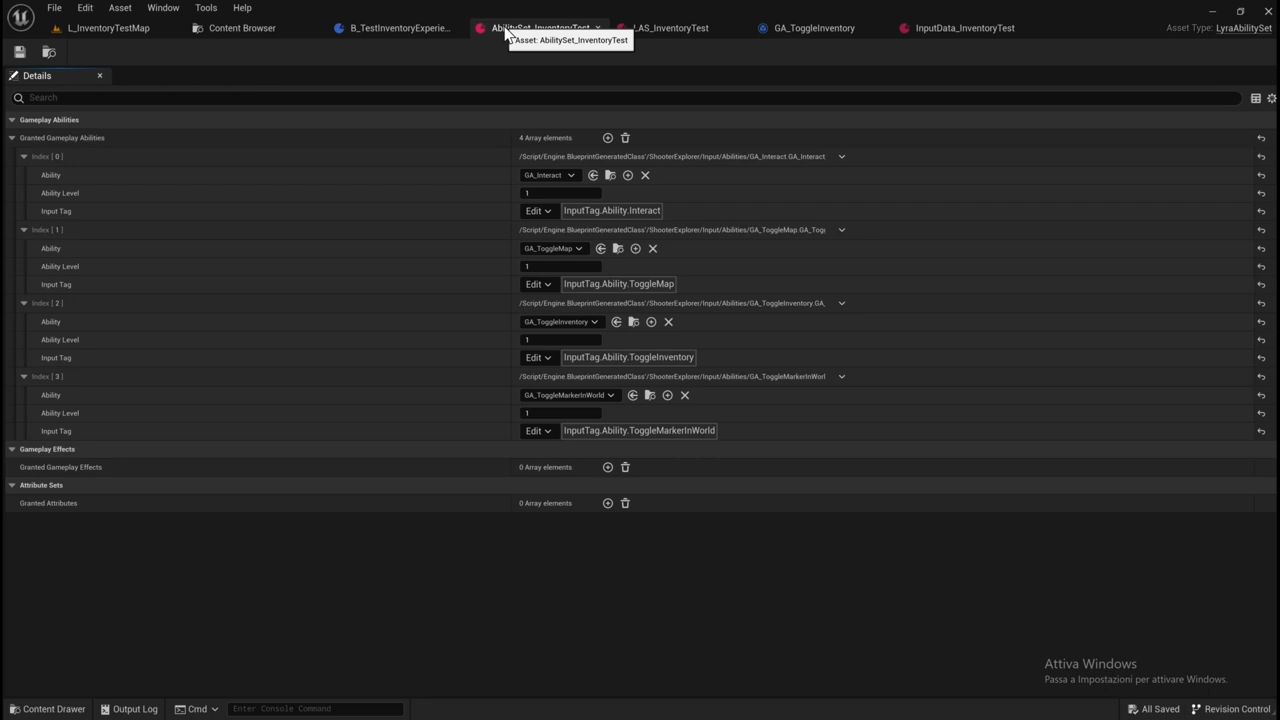 File Edit Asset Window Tools Help
L_InventoryTestMap Content Browser B_TestInventoryExperie... AbilitySet_InventoryTest LAS_InventoryTest GA_ToggleInventory InputData_InventoryTest Asset Type: LyraAbilitySet
Asset: AbilitySet_InventoryTest
Details
Search
Gameplay Abilities
Granted Gameplay Abilities 4 Array elements
Index [ 0 ] /Script/Engine.BlueprintGeneratedClass'/ShooterExplorer/Input/Abilities/GA_Interact.GA_Interact
Ability GA_Interact
Ability Level 1
Input Tag Edit InputTag.Ability.Interact
Index [ 1 ] /Script/Engine.BlueprintGeneratedClass'/ShooterExplorer/Input/Abilities/GA_ToggleMap.GA_Togg
Ability GA_ToggleMap
Ability Level 1
Input Tag Edit InputTag.Ability.ToggleMap
Index [ 2 ] /Script/Engine.BlueprintGeneratedClass'/ShooterExplorer/Input/Abilities/GA_ToggleInventory.GA_
Ability GA_ToggleInventory
Ability Level 1
Input Tag Edit InputTag.Ability.ToggleInventory
Index [ 3 ] /Script/Engine.BlueprintGeneratedClass'/ShooterExplorer/Input/Abilities/GA_ToggleMarkerInWorl
Ability GA_ToggleMarkerInWorld
Ability Level 1
Input Tag Edit InputTag.Ability.ToggleMarkerInWorld
Gameplay Effects
Granted Gameplay Effects 0 Array elements
Attribute Sets
Granted Attributes 0 Array elements
Attiva Windows
Passa a Impostazioni per attivare Windows.
Content Drawer Output Log Cmd Enter Console Command All Saved Revision Control